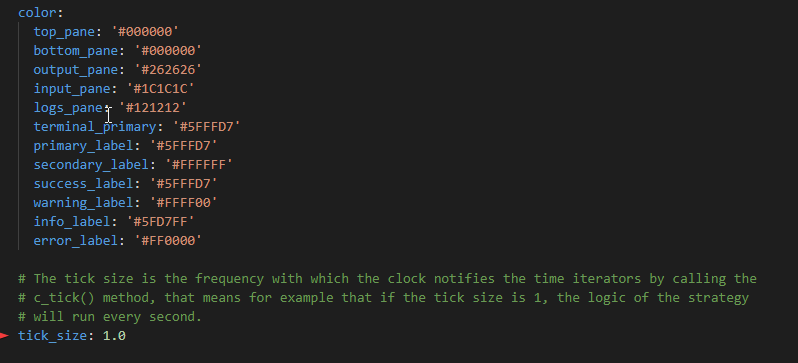 color:
top_pane: '#000000'
bottom_pane: '#000000'
output_pane: '#262626'
input_pane: '#1C1C1C'
logs_pane: '#121212'
terminal_primary: '#5FFFD7'
primary_label: '#5FFFD7'
secondary_label: '#FFFFFF'
success_label: '#5FFFD7'
warning_label: '#FFFF00'
info_label: '#5FD7FF'
error_label: '#FF0000'
# The tick size is the frequency with which the clock notifies the time iterators by calling the
# c_tick() method, that means for example that if the tick size is 1, the logic of the strategy
# will run every second.
tick_size: 1.0